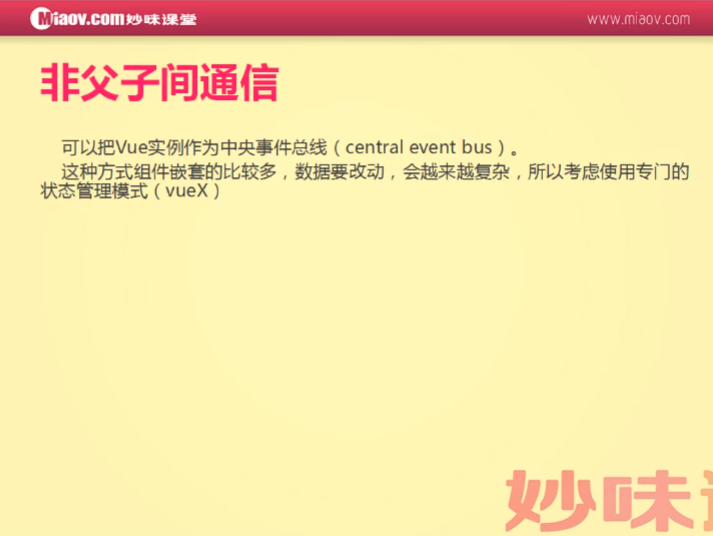 Miaov.com妙味课堂
www.miaov.com
非父子间通信
可以把Vue实例作为中央事件总线（central event bus）。
这种方式组件嵌套的比较多，数据要改动，会越来越复杂，所以考虑使用专门的
状态管理模式（vueX）
妙味